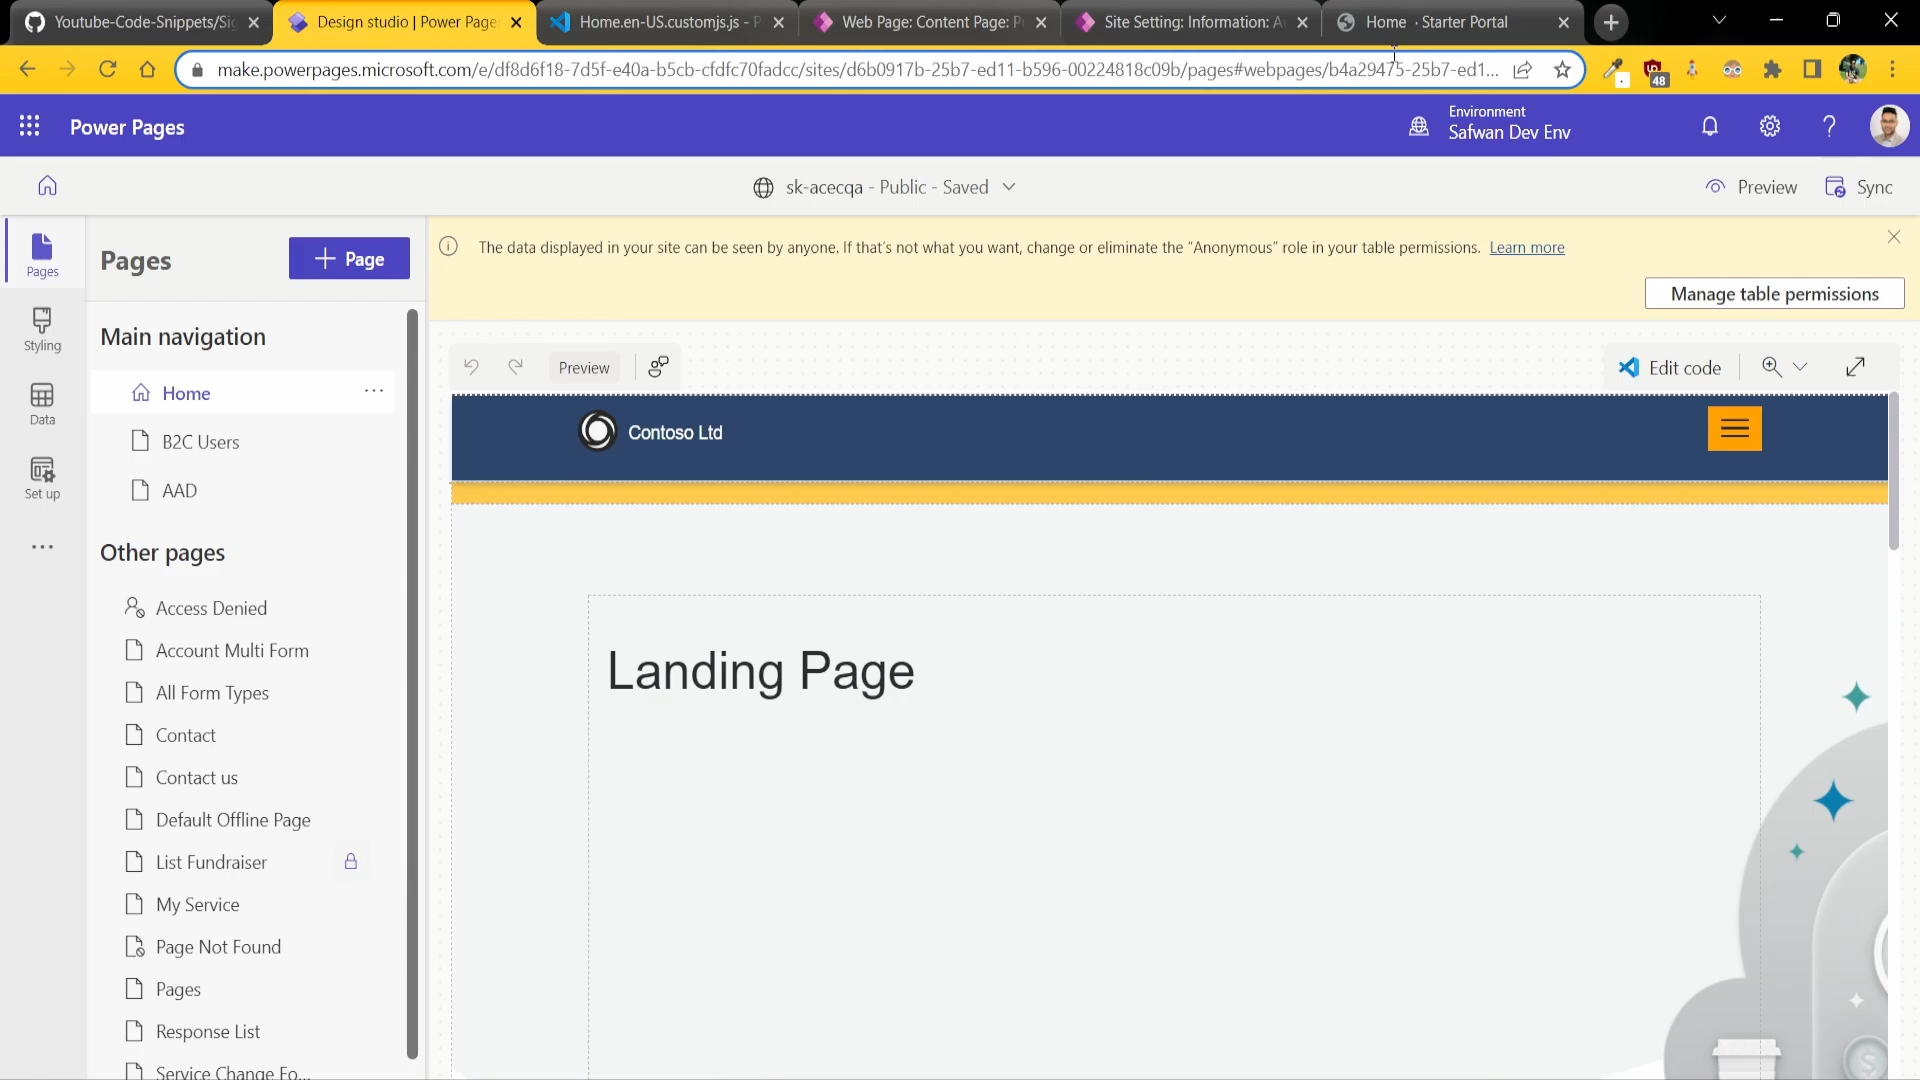 Youtube-Code-Snippets/Sig
Design studio | Power Pages
Home.en-US.customjs.js - P
Web Page: Content Page: P
Site Setting: Information: A
Home · Starter Portal
make.powerpages.microsoft.com/e/df8d6f18-7d5f-e40a-b5cb-cfdfc70fadcc/sites/d6b0917b-25b7-ed11-b596-00224818c09b/pages#webpages/b4a29475-25b7-ed1...
48
Power Pages
Environment
Safwan Dev Env
sk-acecqa - Public - Saved
Preview
Sync
Pages
Styling
Data
Set up
Pages
+ Page
Main navigation
Home
B2C Users
AAD
Other pages
Access Denied
Account Multi Form
All Form Types
Contact
Contact us
Default Offline Page
List Fundraiser
My Service
Page Not Found
Pages
Response List
Service Change Fo...
The data displayed in your site can be seen by anyone. If that's not what you want, change or eliminate the “Anonymous” role in your table permissions. Learn more
Manage table permissions
Preview
Edit code
Contoso Ltd
Landing Page